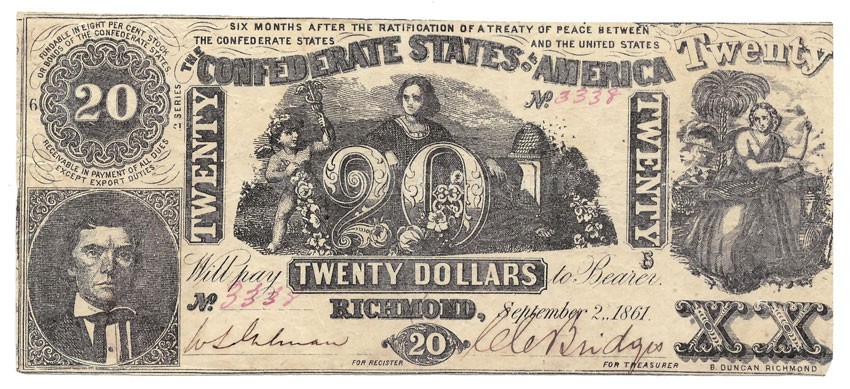 SIX MONTHS AFTER THE RATIFICATION OF A TREATY OF PEACE BETWEEN
THE CONFEDERATE STATES AND THE UNITED STATES
FUNDABLE IN EIGHT PER CENT STOCK
OR BONDS OF THE CONFEDERATE STATES
THE CONFEDERATE STATES OF AMERICA
Twenty
6
20
2 SERIES
RECEIVABLE IN PAYMENT OF ALL DUES
EXCEPT EXPORT DUTIES
TWENTY
20
No 3338
TWENTY
Will pay TWENTY DOLLARS to Bearer.
No 3338
RICHMOND, September 2, 1861.
20
FOR REGISTER
FOR TREASURER
XX
B. DUNCAN, RICHMOND